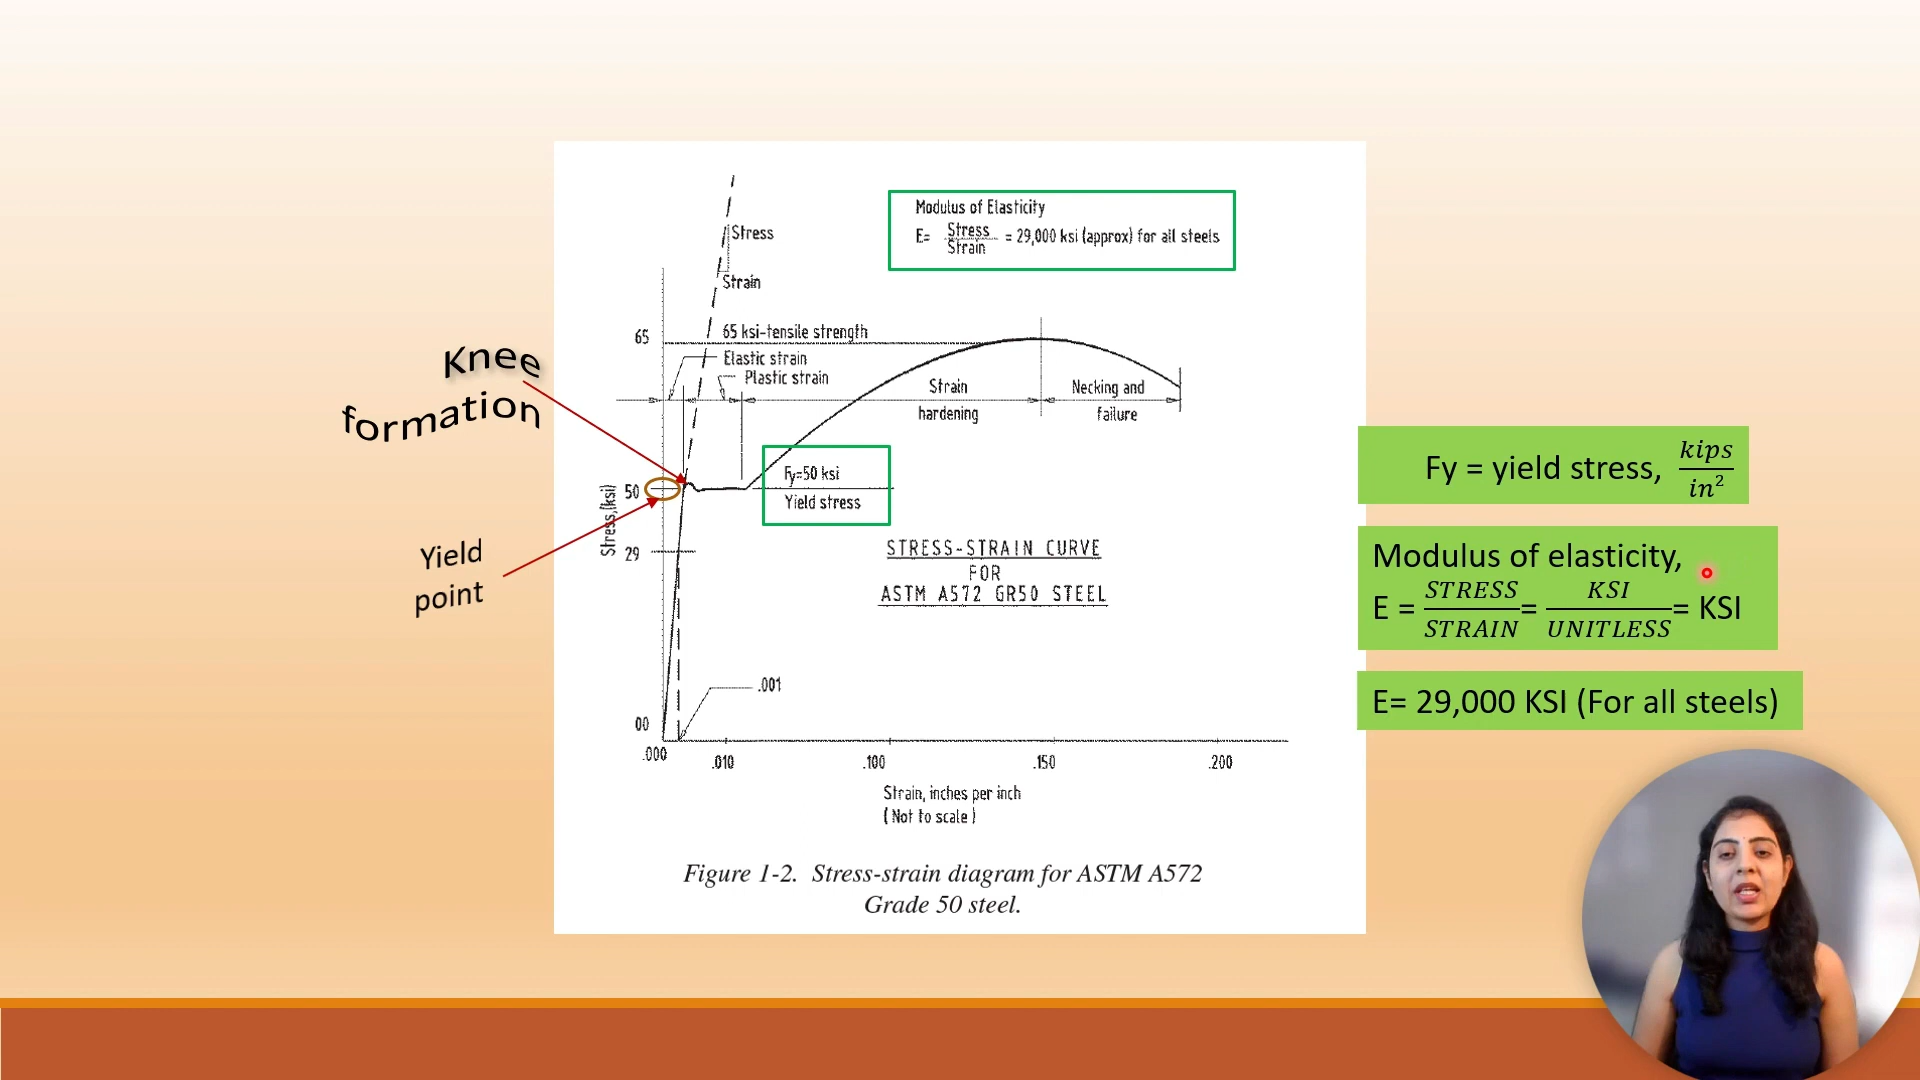 Stress
Modulus of Elasticity
E= Stress/Strain = 29,000 ksi (approx) for all steels
Strain
65
65 ksi-tensile strength
Elastic strain
Plastic strain
Strain
hardening
Necking and
failure
Knee
formation
Fy=50 ksi
Yield stress
50
Stress,(ksi)
29
Yield
point
STRESS-STRAIN CURVE
FOR
ASTM A572 GR50 STEEL
.001
00
.000
.010
.100
.150
.200
Strain, inches per inch
(Not to scale)
Figure 1-2. Stress-strain diagram for ASTM A572
Grade 50 steel.
Fy = yield stress, kips/in²
Modulus of elasticity,
E = STRESS/STRAIN= KSI/UNITLESS= KSI
E= 29,000 KSI (For all steels)